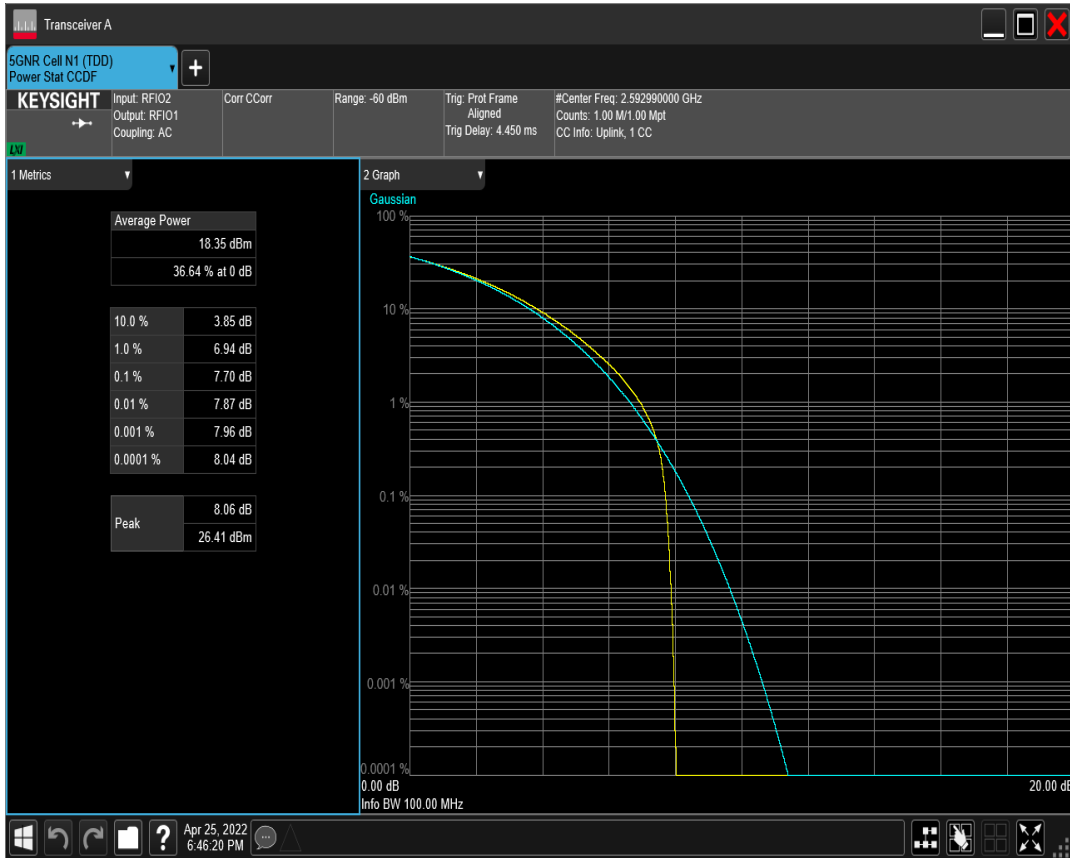 Transceiver A
5GNR Cell N1 (TDD)
Power Stat CCDF
+
KEYSIGHT
LXI
Input: RFIO2
Output: RFIO1
Coupling: AC
Corr CCorr
Range: -60 dBm
Trig: Prot Frame
Aligned
Trig Delay: 4.450 ms
#Center Freq: 2.592990000 GHz
Counts: 1.00 M/1.00 Mpt
CC Info: Uplink, 1 CC
1 Metrics
Average Power
18.35 dBm
36.64 % at 0 dB
10.0 % 3.85 dB
1.0 % 6.94 dB
0.1 % 7.70 dB
0.01 % 7.87 dB
0.001 % 7.96 dB
0.0001 % 8.04 dB
Peak 8.06 dB
26.41 dBm
2 Graph
Gaussian
100 %
10 %
1 %
0.1 %
0.01 %
0.001 %
0.0001 %
0.00 dB 20.00 dB
Info BW 100.00 MHz
?
Apr 25, 2022
6:46:20 PM